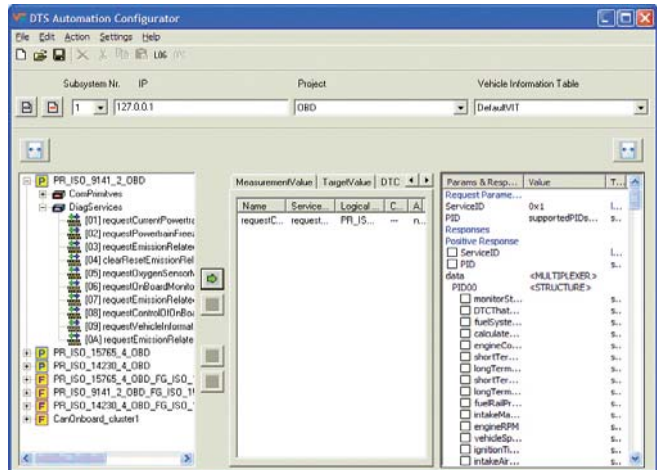 DTS Automation Configurator
File Edit Action Settings Help
LOG
Subsystem Nr. IP Project Vehicle Information Table
1 127.0.0.1 OBD DefaultVIT
PR_ISO_9141_2_OBD
ComPrimitves
DiagServices
[01] requestCurrentPowertra
[02] requestPowertrainFreez
[03] requestEmissionRelate
[04] clearResetEmissionRel
[05] requestOxygenSensorM
[06] requestOnBoardMonito
[07] requestEmissionRelate
[08] requestControlOfOnBoa
[09] requestVehicleInformat
[0A] requestEmissionRelate
PR_ISO_15765_4_OBD
PR_ISO_14230_4_OBD
PR_ISO_15765_4_OBD_FG_ISO_
PR_ISO_9141_2_OBD_FG_ISO_
PR_ISO_14230_4_OBD_FG_ISO_
CanOnboard_cluster1
MeasurementValue TargetValue DTC
Name Service... Logical ... C... A.
requestC... request... PR_IS... --- n...
Params & Resp... Value T...
Request Parame...
ServiceID 0x1 l...
PID supportedPIDs... s...
Responses
Positive Response
ServiceID l...
PID s...
data <MULTIPLEXER>
PID00 <STRUCTURE>
monitorSt... s...
DTCThat... s...
fuelSyste... s...
calculate... s...
engineCo... s...
shortTer... s...
longTerm... s...
shortTer... s...
longTerm... s...
fuelRailPr... s...
intakeMa... s...
engineRPM s...
vehicleSp... s...
ignitionTi... s...
intakeAir... s...